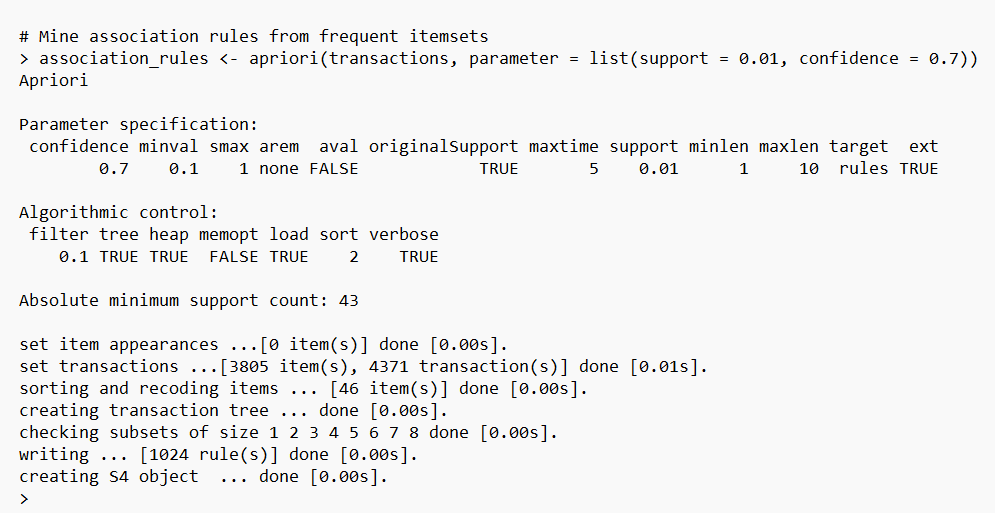 # Mine association rules from frequent itemsets
> association_rules <- apriori(transactions, parameter = list(support = 0.01, confidence = 0.7))
Apriori
Parameter specification:
confidence minval smax arem aval originalSupport maxtime support minlen maxlen target ext
0.7 0.1 1 none FALSE TRUE 5 0.01 1 10 rules TRUE
Algorithmic control:
filter tree heap memopt load sort verbose
0.1 TRUE TRUE FALSE TRUE 2 TRUE
Absolute minimum support count: 43
set item appearances ...[0 item(s)] done [0.00s].
set transactions ...[3805 item(s), 4371 transaction(s)] done [0.01s].
sorting and recoding items ... [46 item(s)] done [0.00s].
creating transaction tree ... done [0.00s].
checking subsets of size 1 2 3 4 5 6 7 8 done [0.00s].
writing ... [1024 rule(s)] done [0.00s].
creating S4 object  ... done [0.00s].
>